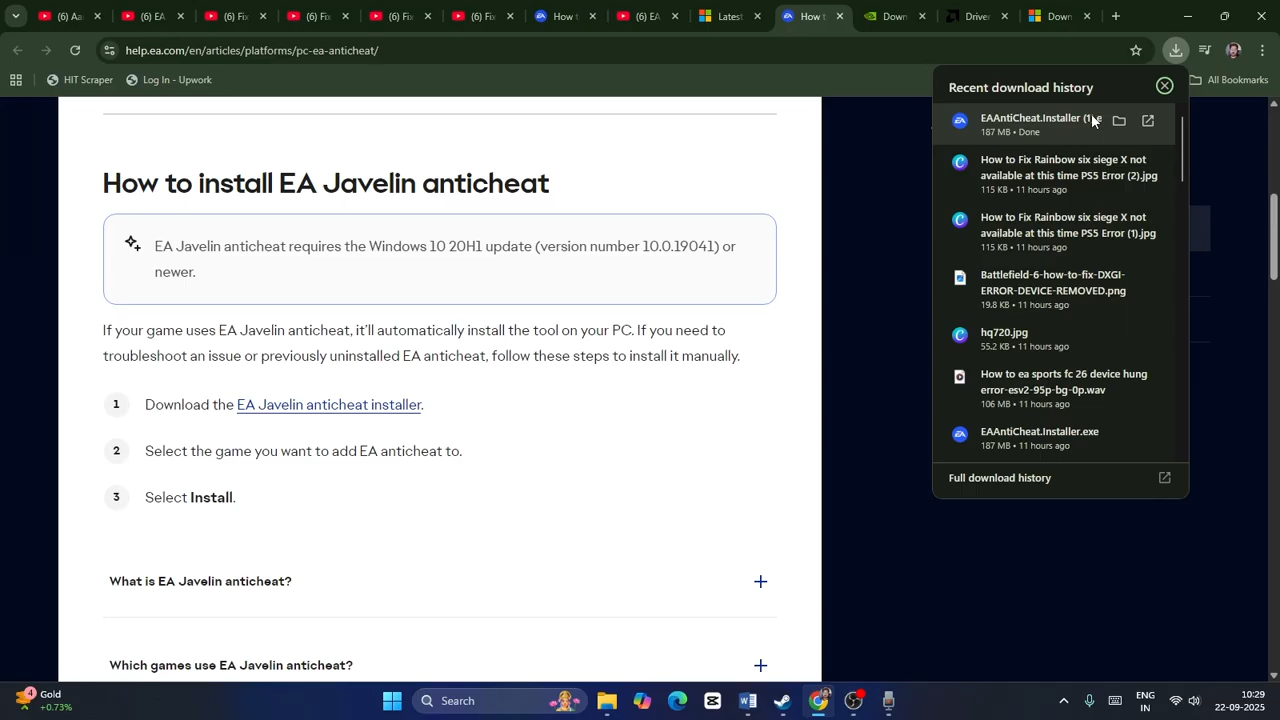 (6) Aa
(6) EA
(6) Fix
(6) Fix
(6) Fix
(6) Fix
How t
(6) EA
Latest
How t
Down
Driver
Down
help.ea.com/en/articles/platforms/pc-ea-anticheat/
HIT Scraper
Log In - Upwork
All Bookmarks
Recent download history
EAAntiCheat.Installer (1
187 MB • Done
How to Fix Rainbow six siege X not
available at this time PS5 Error (2).jpg
115 KB • 11 hours ago
How to Fix Rainbow six siege X not
available at this time PS5 Error (1).jpg
115 KB • 11 hours ago
Battlefield-6-how-to-fix-DXGI-
ERROR-DEVICE-REMOVED.png
19.8 KB • 11 hours ago
hq720.jpg
55.2 KB • 11 hours ago
How to ea sports fc 26 device hung
error-esv2-95p-bg-0p.wav
106 MB • 11 hours ago
EAAntiCheat.Installer.exe
187 MB • 11 hours ago
Full download history
How to install EA Javelin anticheat
EA Javelin anticheat requires the Windows 10 20H1 update (version number 10.0.19041) or
newer.
If your game uses EA Javelin anticheat, it'll automatically install the tool on your PC. If you need to
troubleshoot an issue or previously uninstalled EA anticheat, follow these steps to install it manually.
1 Download the EA Javelin anticheat installer.
2 Select the game you want to add EA anticheat to.
3 Select Install.
What is EA Javelin anticheat?
Which games use EA Javelin anticheat?
4
Gold
+0.73%
Search
ENG
IN
10:29
22-09-2025